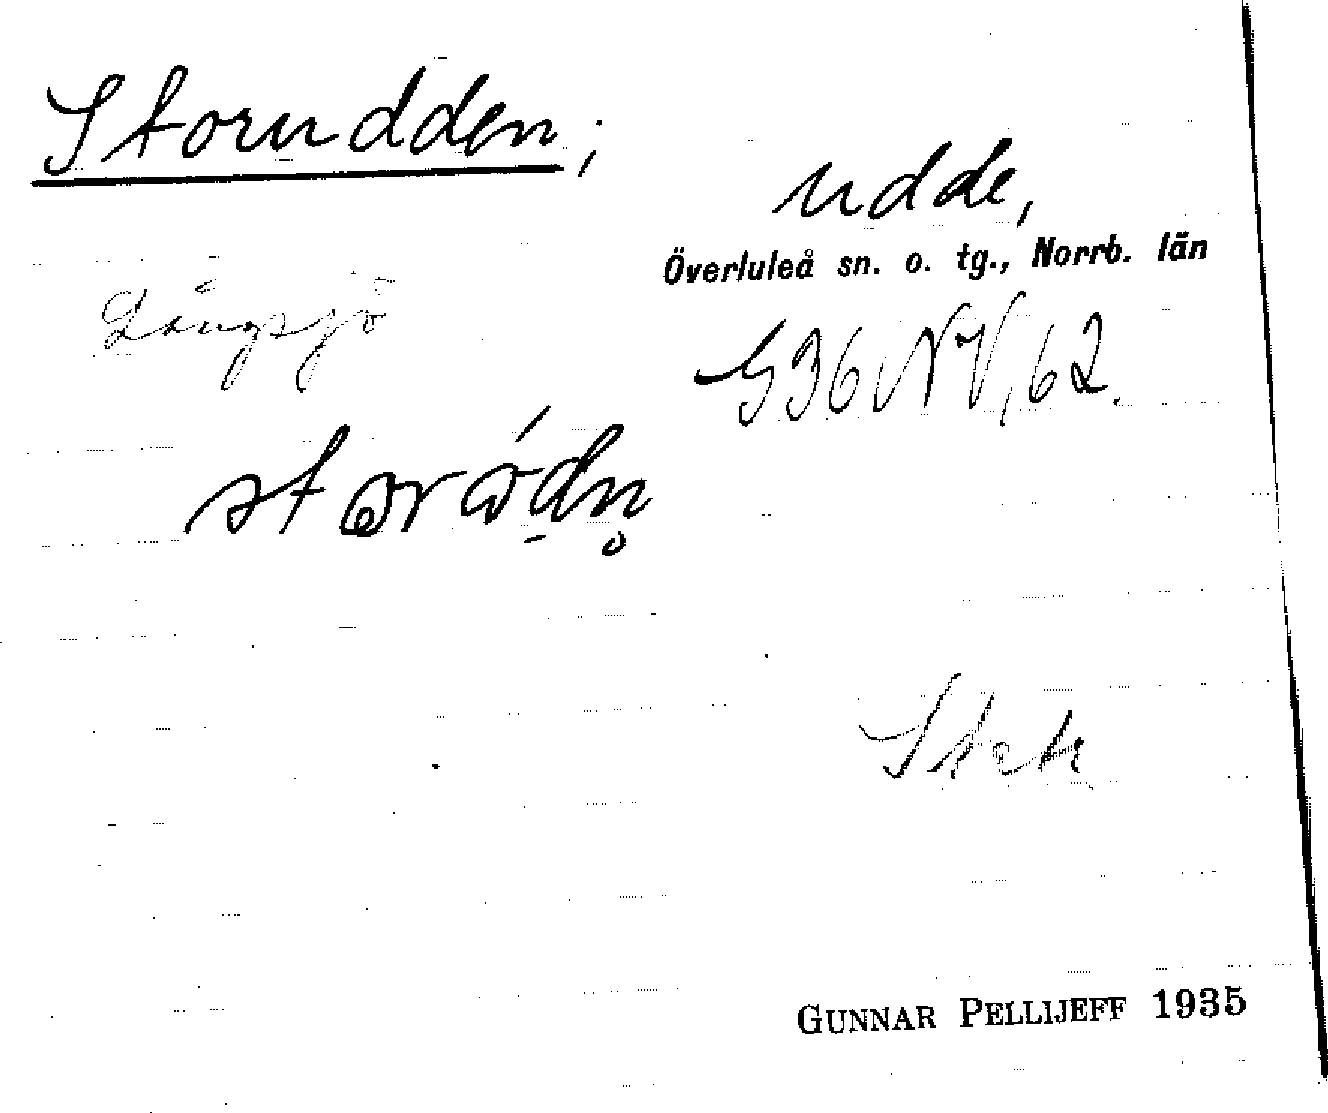 Storudden;
udde,
Överluleå sn. o. tg., Norrb. län
Långsjö
G36NV,62.
GUNNAR PELLIJEFF 1935